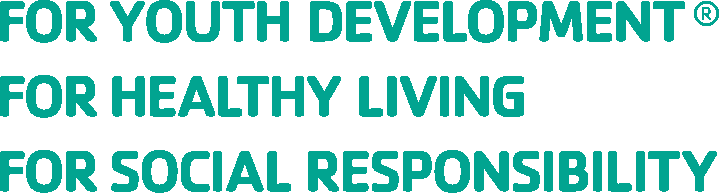 FOR YOUTH DEVELOPMENT®
FOR HEALTHY LIVING
FOR SOCIAL RESPONSIBILITY